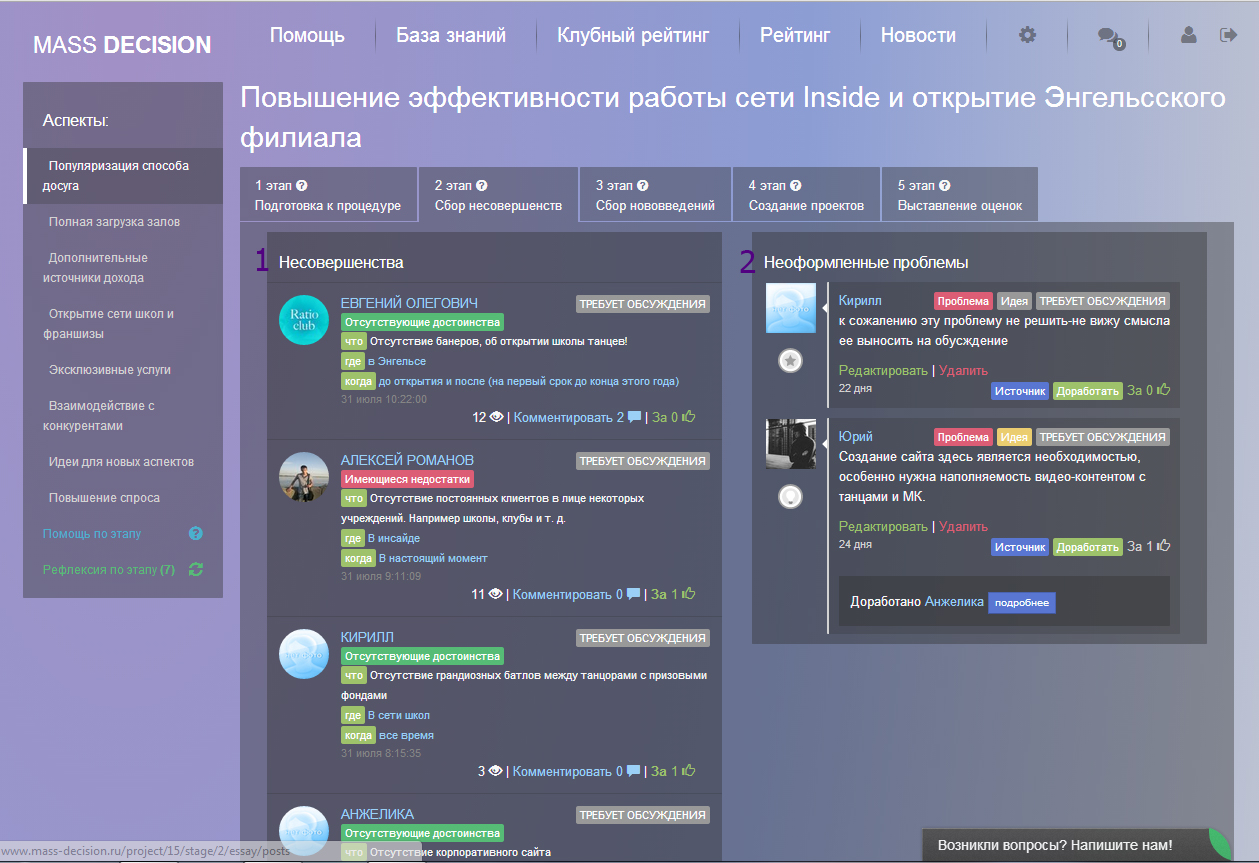 MASS DECISION
Помощь
База знаний
Клубный рейтинг
Рейтинг
Новости
0
Аспекты:
Популяризация способа
досуга
Полная загрузка залов
Дополнительные
источники дохода
Открытие сети школ и
франшизы
Эксклюзивные услуги
Взаимодействие с
конкурентами
Идеи для новых аспектов
Повышение спроса
Помощь по этапу
Рефлексия по этапу (7)
Повышение эффективности работы сети Inside и открытие Энгельсского
филиала
1 этап
Подготовка к процедуре
2 этап
Сбор несовершенств
3 этап
Сбор нововведений
4 этап
Создание проектов
5 этап
Выставление оценок
1
Несовершенства
Ratio
club
ЕВГЕНИЙ ОЛЕГОВИЧ ТРЕБУЕТ ОБСУЖДЕНИЯ
Отсутствующие достоинства
что Отсутствие банеров, об открытии школы танцев!
где в Энгельсе
когда до открытия и после (на первый срок до конца этого года)
31 июля 10:22:00
12 | Комментировать 2 | За 0
АЛЕКСЕЙ РОМАНОВ ТРЕБУЕТ ОБСУЖДЕНИЯ
Имеющиеся недостатки
что Отсутствие постоянных клиентов в лице некоторых
учреждений. Например школы, клубы и т. д.
где В инсайде
когда В настоящий момент
31 июля 9:11:09
11 | Комментировать 0 | За 1
КИРИЛЛ ТРЕБУЕТ ОБСУЖДЕНИЯ
Отсутствующие достоинства
что Отсутствие грандиозных батлов между танцорами с призовыми
фондами
где В сети школ
когда все время
31 июля 8:15:35
3 | Комментировать 0 | За 1
АНЖЕЛИКА ТРЕБУЕТ ОБСУЖДЕНИЯ
Отсутствующие достоинства
что Отсутствие корпоративного сайта
2
Неоформленные проблемы
Кирилл Проблема Идея ТРЕБУЕТ ОБСУЖДЕНИЯ
к сожалению эту проблему не решить-не вижу смысла
ее выносить на обусждение
Редактировать | Удалить
22 дня
Источник Доработать За 0
Юрий Проблема Идея ТРЕБУЕТ ОБСУЖДЕНИЯ
Создание сайта здесь является необходимостью,
особенно нужна наполняемость видео-контентом с
танцами и МК.
Редактировать | Удалить
24 дня
Источник Доработать За 1
Доработано Анжелика подробнее
www.mass-decision.ru/project/15/stage/2/essay/posts
Возникли вопросы? Напишите нам!